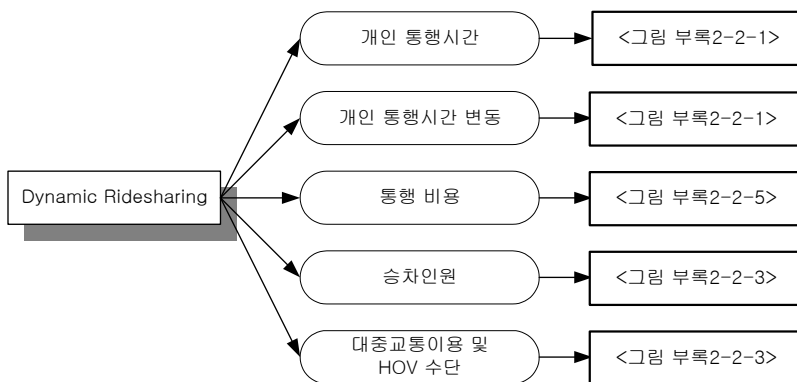 개인 통행시간
<그림 부록2-2-1>
개인 통행시간 변동
<그림 부록2-2-1>
Dynamic Ridesharing
통행 비용
<그림 부록2-2-5>
승차인원
<그림 부록2-2-3>
대중교통이용 및
HOV 수단
<그림 부록2-2-3>